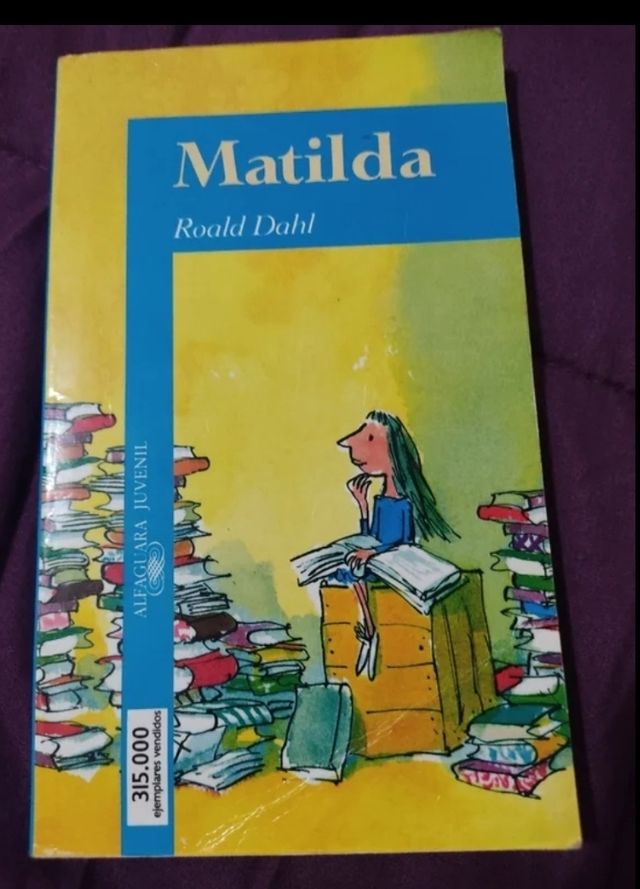 Matilda
Roald Dahl
ALFAGUARA JUVENIL
315.000
ejemplares vendidos